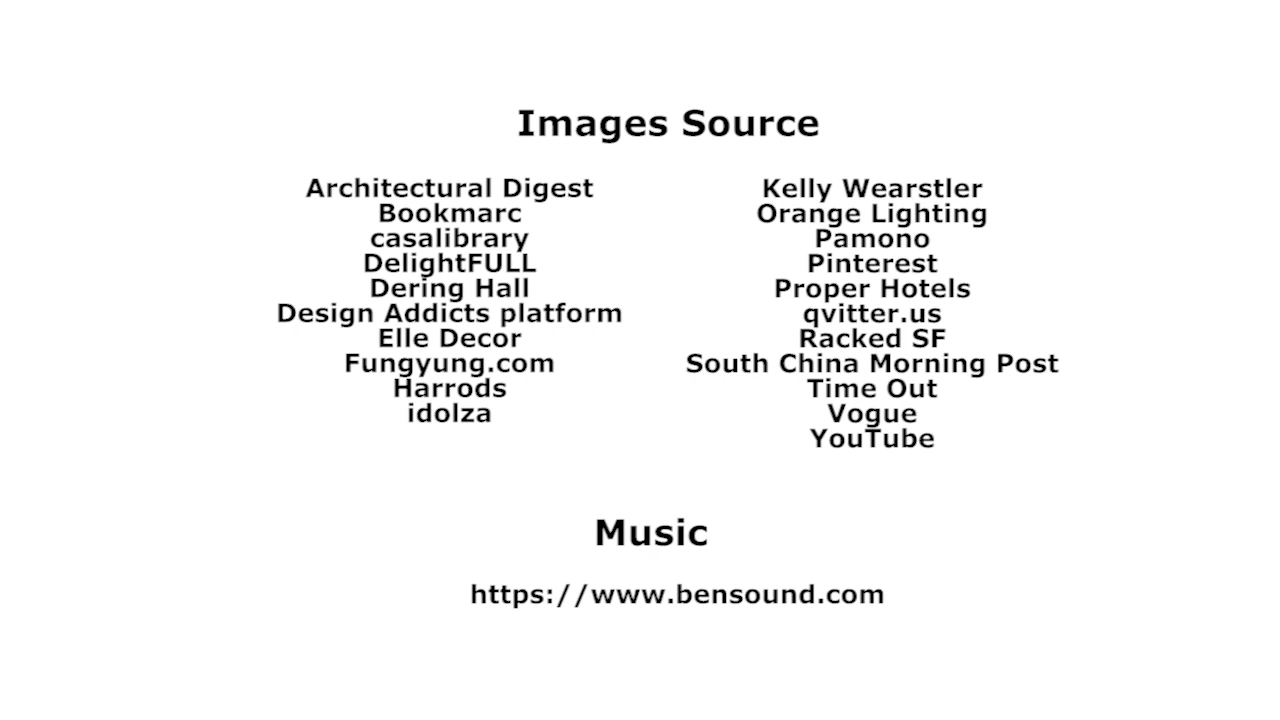 Images Source
Architectural Digest
Bookmarc
casalibrary
DelightFULL
Dering Hall
Design Addicts platform
Elle Decor
Fungyung.com
Harrods
idolza
Kelly Wearstler
Orange Lighting
Pamono
Pinterest
Proper Hotels
qvitter.us
Racked SF
South China Morning Post
Time Out
Vogue
YouTube
Music
https://www.bensound.com